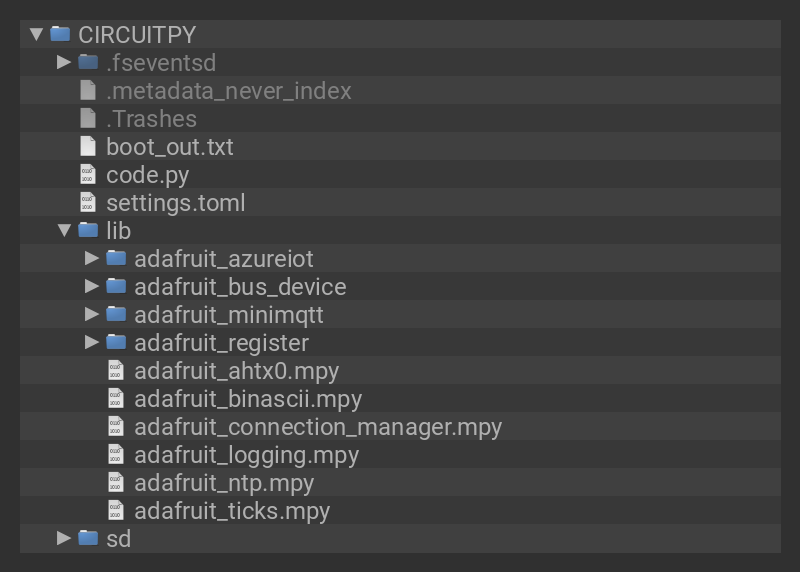 CIRCUITPY
.fseventsd
.metadata_never_index
.Trashes
boot_out.txt
code.py
settings.toml
lib
adafruit_azureiot
adafruit_bus_device
adafruit_minimqtt
adafruit_register
adafruit_ahtx0.mpy
adafruit_binascii.mpy
adafruit_connection_manager.mpy
adafruit_logging.mpy
adafruit_ntp.mpy
adafruit_ticks.mpy
sd